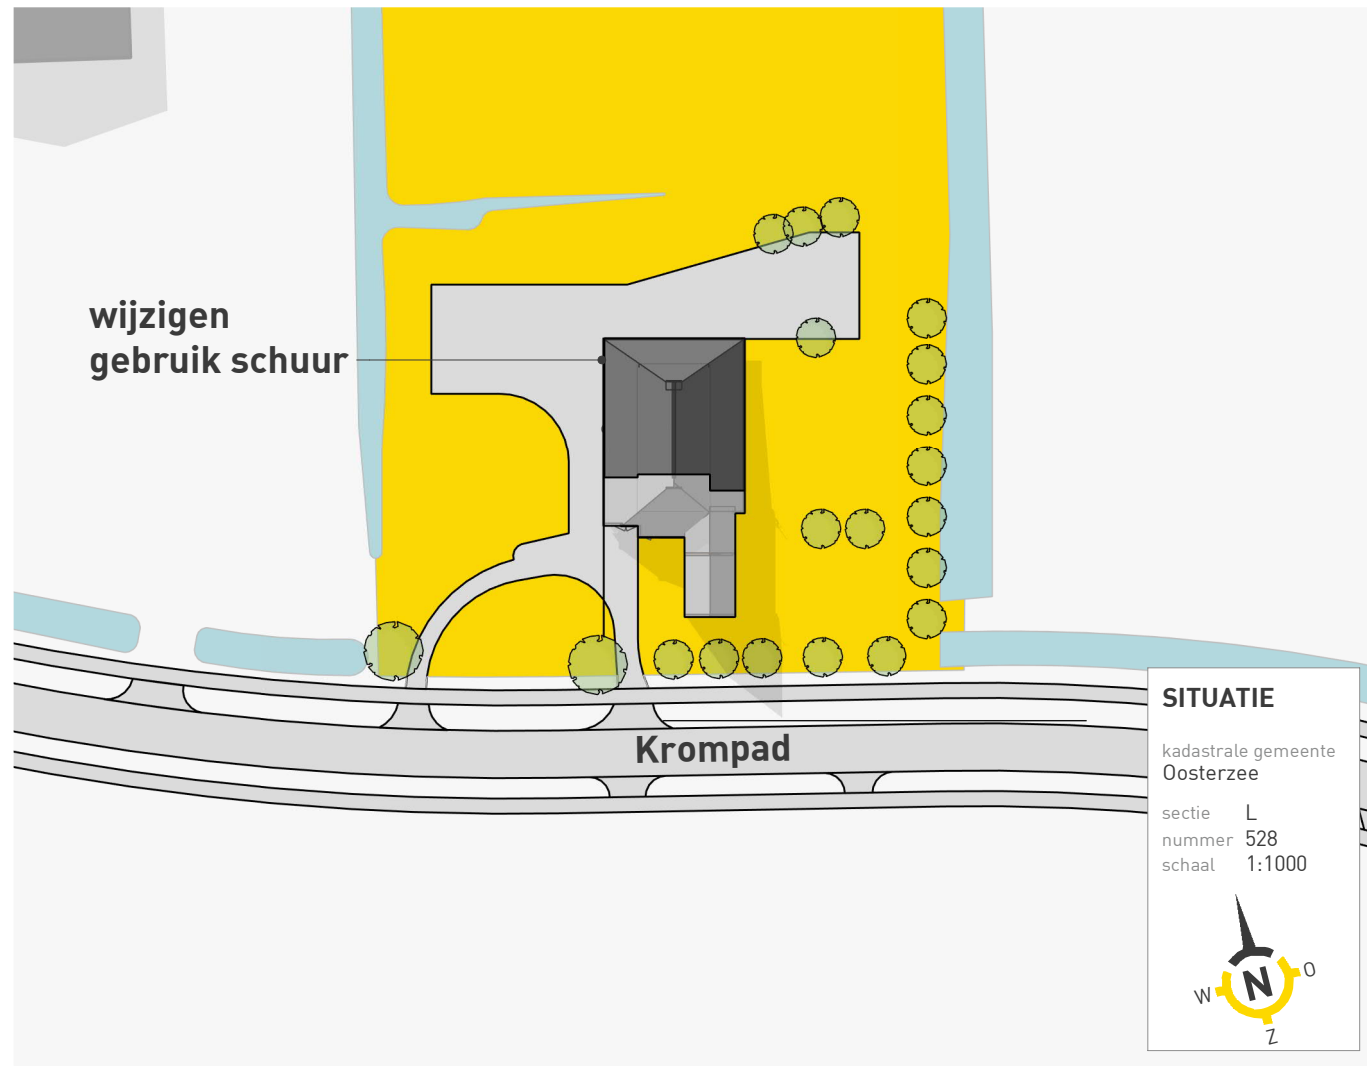 wijzigen
gebruik schuur
Krompad
SITUATIE
kadastrale gemeente
Oosterzee
sectie L
nummer 528
schaal 1:1000
N
O
W
Z